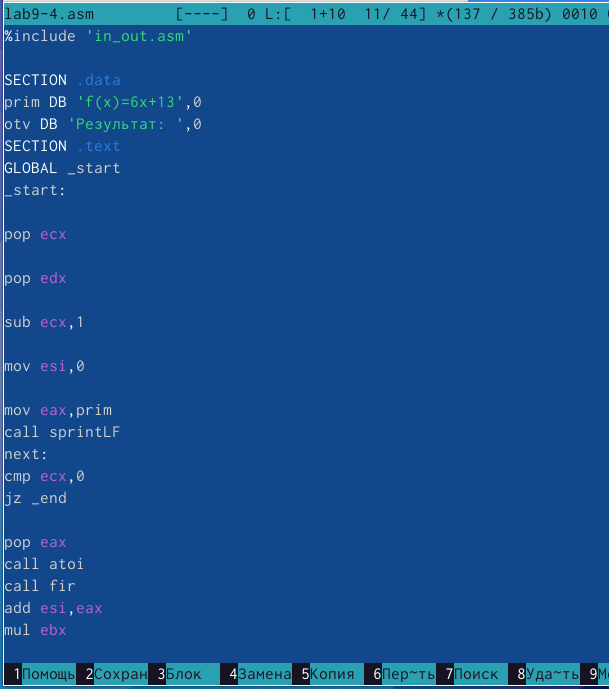 lab9-4.asm [----] 0 L:[ 1+10 11/ 44] *(137 / 385b) 0010
%include 'in_out.asm'
SECTION .data
prim DB 'f(x)=6x+13',0
otv DB 'Результат: ',0
SECTION .text
GLOBAL _start
_start:
pop ecx
pop edx
sub ecx,1
mov esi,0
mov eax,prim
call sprintLF
next:
cmp ecx,0
jz _end
pop eax
call atoi
call fir
add esi,eax
mul ebx
1Помощь 2Сохран 3Блок 4Замена 5Копия 6Пер~ть 7Поиск 8Уда~ть 9